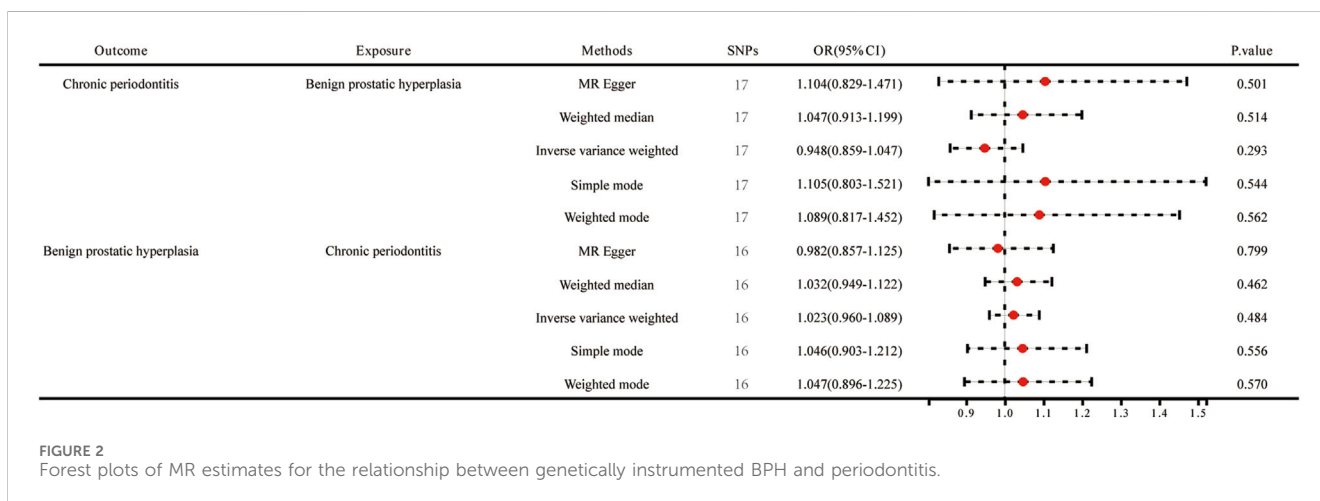 Outcome Exposure Methods SNPs OR(95%CI) P.value
Chronic periodontitis Benign prostatic hyperplasia MR Egger 17 1.104(0.829-1.471) 0.501
Weighted median 17 1.047(0.913-1.199) 0.514
Inverse variance weighted 17 0.948(0.859-1.047) 0.293
Simple mode 17 1.105(0.803-1.521) 0.544
Weighted mode 17 1.089(0.817-1.452) 0.562
Benign prostatic hyperplasia Chronic periodontitis MR Egger 16 0.982(0.857-1.125) 0.799
Weighted median 16 1.032(0.949-1.122) 0.462
Inverse variance weighted 16 1.023(0.960-1.089) 0.484
Simple mode 16 1.046(0.903-1.212) 0.556
Weighted mode 16 1.047(0.896-1.225) 0.570
0.9 1.0 1.1 1.2 1.3 1.4 1.5
FIGURE 2
Forest plots of MR estimates for the relationship between genetically instrumented BPH and periodontitis.